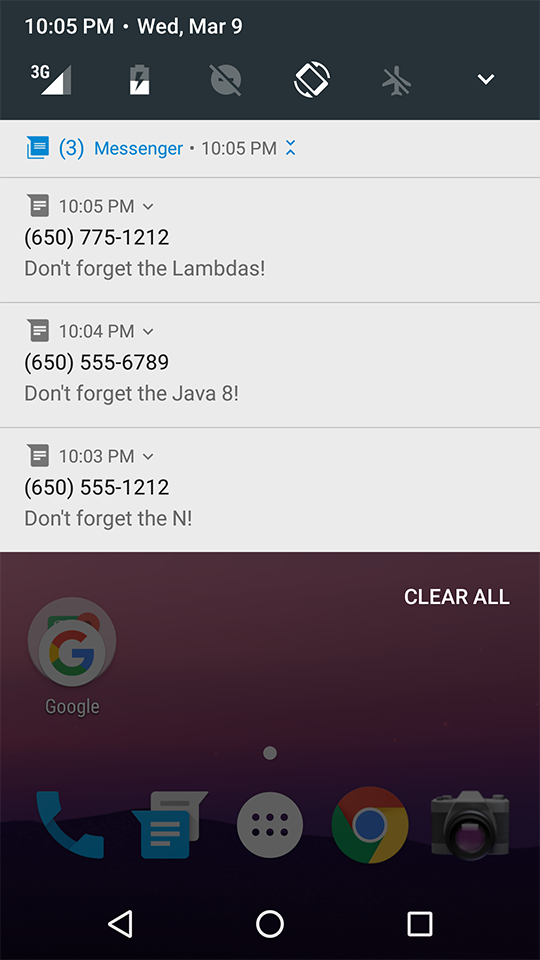 10:05 PM • Wed, Mar 9
3G
(3) Messenger • 10:05 PM
10:05 PM
(650) 775-1212
Don't forget the Lambdas!
10:04 PM
(650) 555-6789
Don't forget the Java 8!
10:03 PM
(650) 555-1212
Don't forget the N!
CLEAR ALL
Google